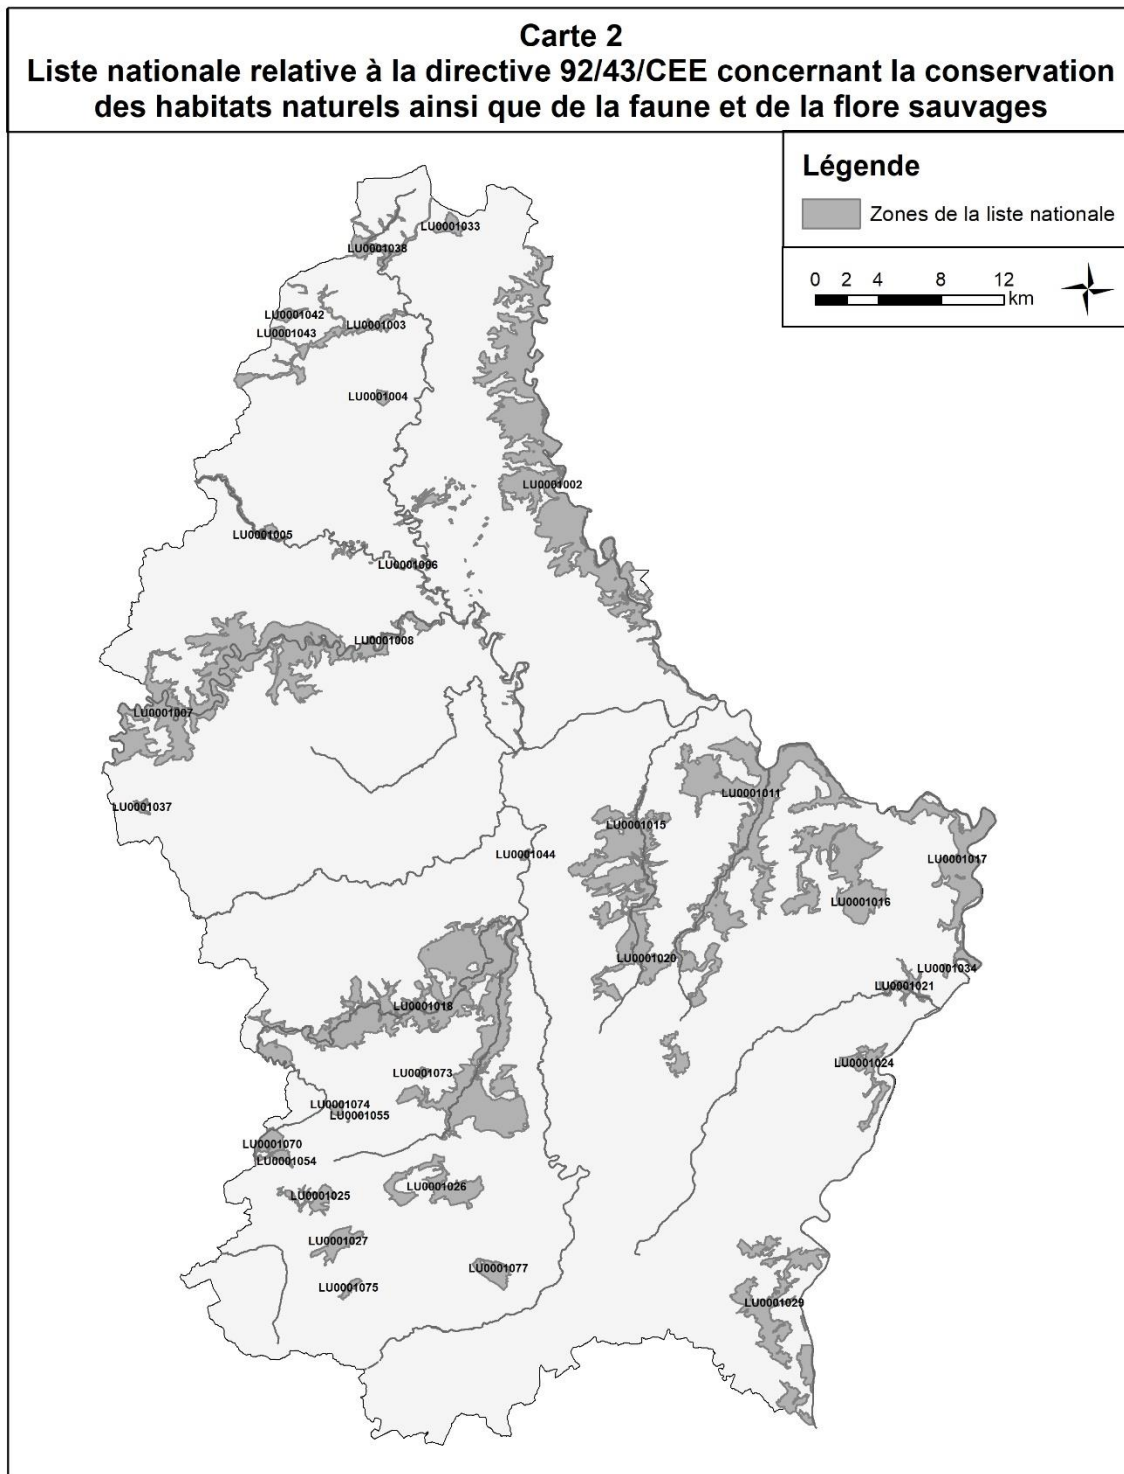 Carte 2
Liste nationale relative à la directive 92/43/CEE concernant la conservation
des habitats naturels ainsi que de la faune et de la flore sauvages
Légende
Zones de la liste nationale
0 2 4 8 12
km
LU0001033
LU0001038
LU0001042
LU0001003
LU0001043
LU0001004
LU0001002
LU0001005
LU0001006
LU0001008
LU0001007
LU0001011
LU0001037
LU0001015
LU0001044
LU0001017
LU0001016
LU0001020
LU0001034
LU0001021
LU0001018
LU0001024
LU0001073
LU0001074
LU0001055
LU0001070
LU0001054
LU0001026
LU0001025
LU0001027
LU0001077
LU0001075
LU0001029